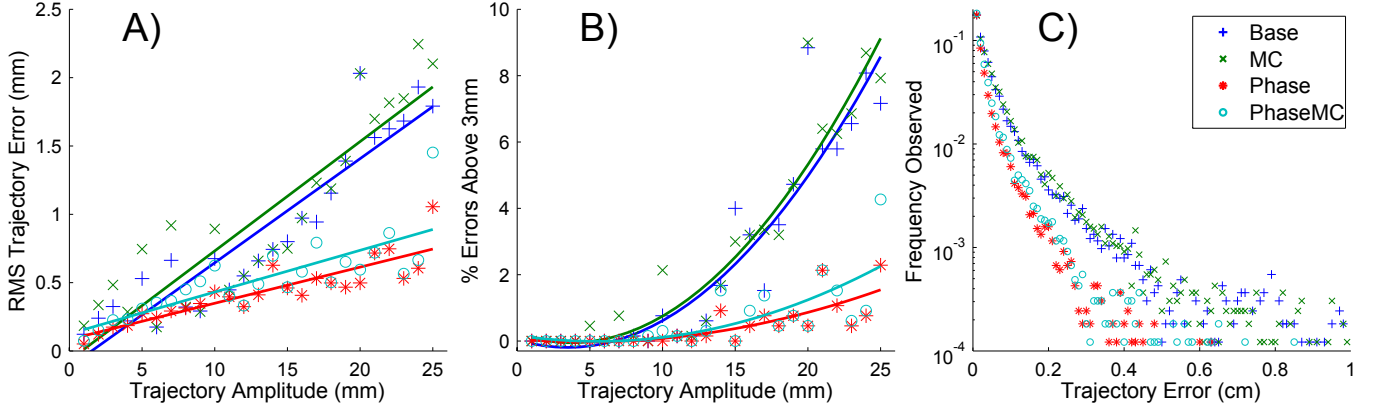 A)
RMS Trajectory Error (mm)
2.5
2
1.5
1
0.5
0
0 5 10 15 20 25
Trajectory Amplitude (mm)
B)
% Errors Above 3mm
10
8
6
4
2
0
0 5 10 15 20 25
Trajectory Amplitude (mm)
C)
Frequency Observed
10-1
10-2
10-3
10-4
0 0.2 0.4 0.6 0.8 1
Trajectory Error (cm)
Base
MC
Phase
PhaseMC